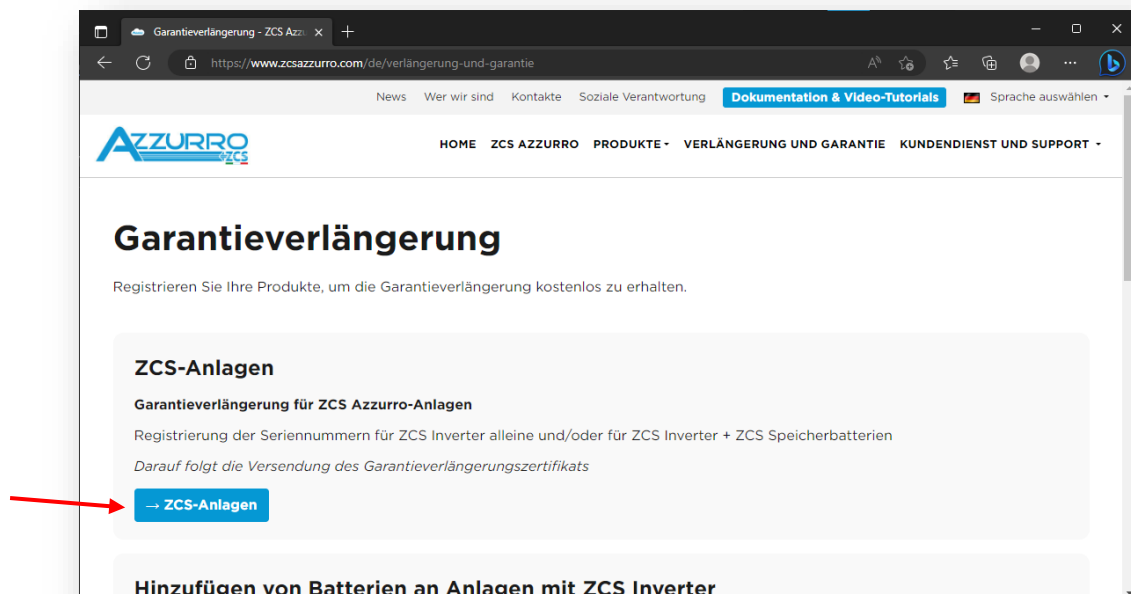 Garantieverlängerung - ZCS Azzu
https://www.zcsazzurro.com/de/verlängerung-und-garantie
News Wer wir sind Kontakte Soziale Verantwortung Dokumentation & Video-Tutorials Sprache auswählen
AZZURRO
ZCS
HOME ZCS AZZURRO PRODUKTE VERLÄNGERUNG UND GARANTIE KUNDENDIENST UND SUPPORT
Garantieverlängerung
Registrieren Sie Ihre Produkte, um die Garantieverlängerung kostenlos zu erhalten.
ZCS-Anlagen
Garantieverlängerung für ZCS Azzurro-Anlagen
Registrierung der Seriennummern für ZCS Inverter alleine und/oder für ZCS Inverter + ZCS Speicherbatterien
Darauf folgt die Versendung des Garantieverlängerungszertifikats
→ ZCS-Anlagen
Hinzufügen von Batterien an Anlagen mit ZCS Inverter